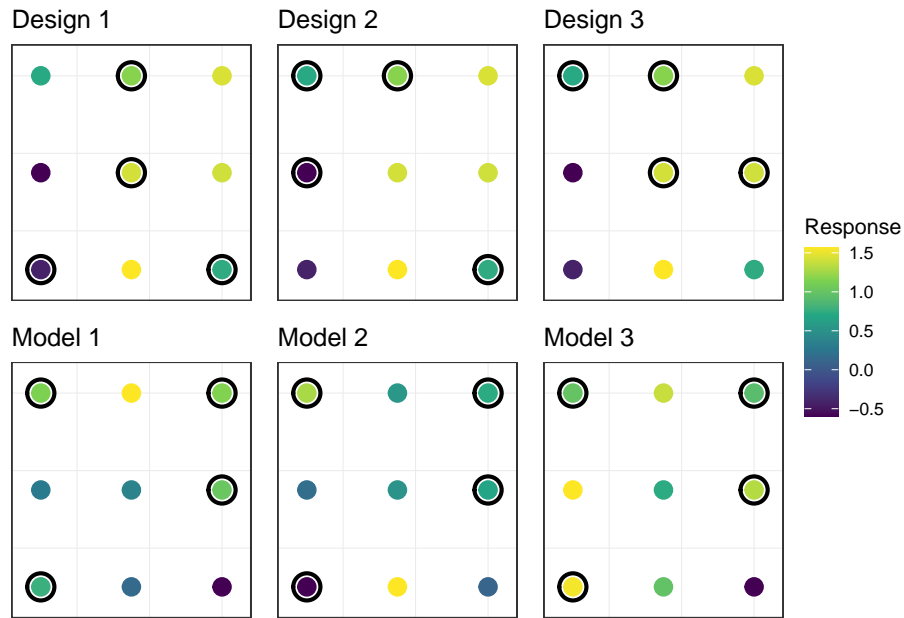 Design 1
Design 2
Design 3
Response
1.5
1.0
0.5
0.0
−0.5
Model 1
Model 2
Model 3